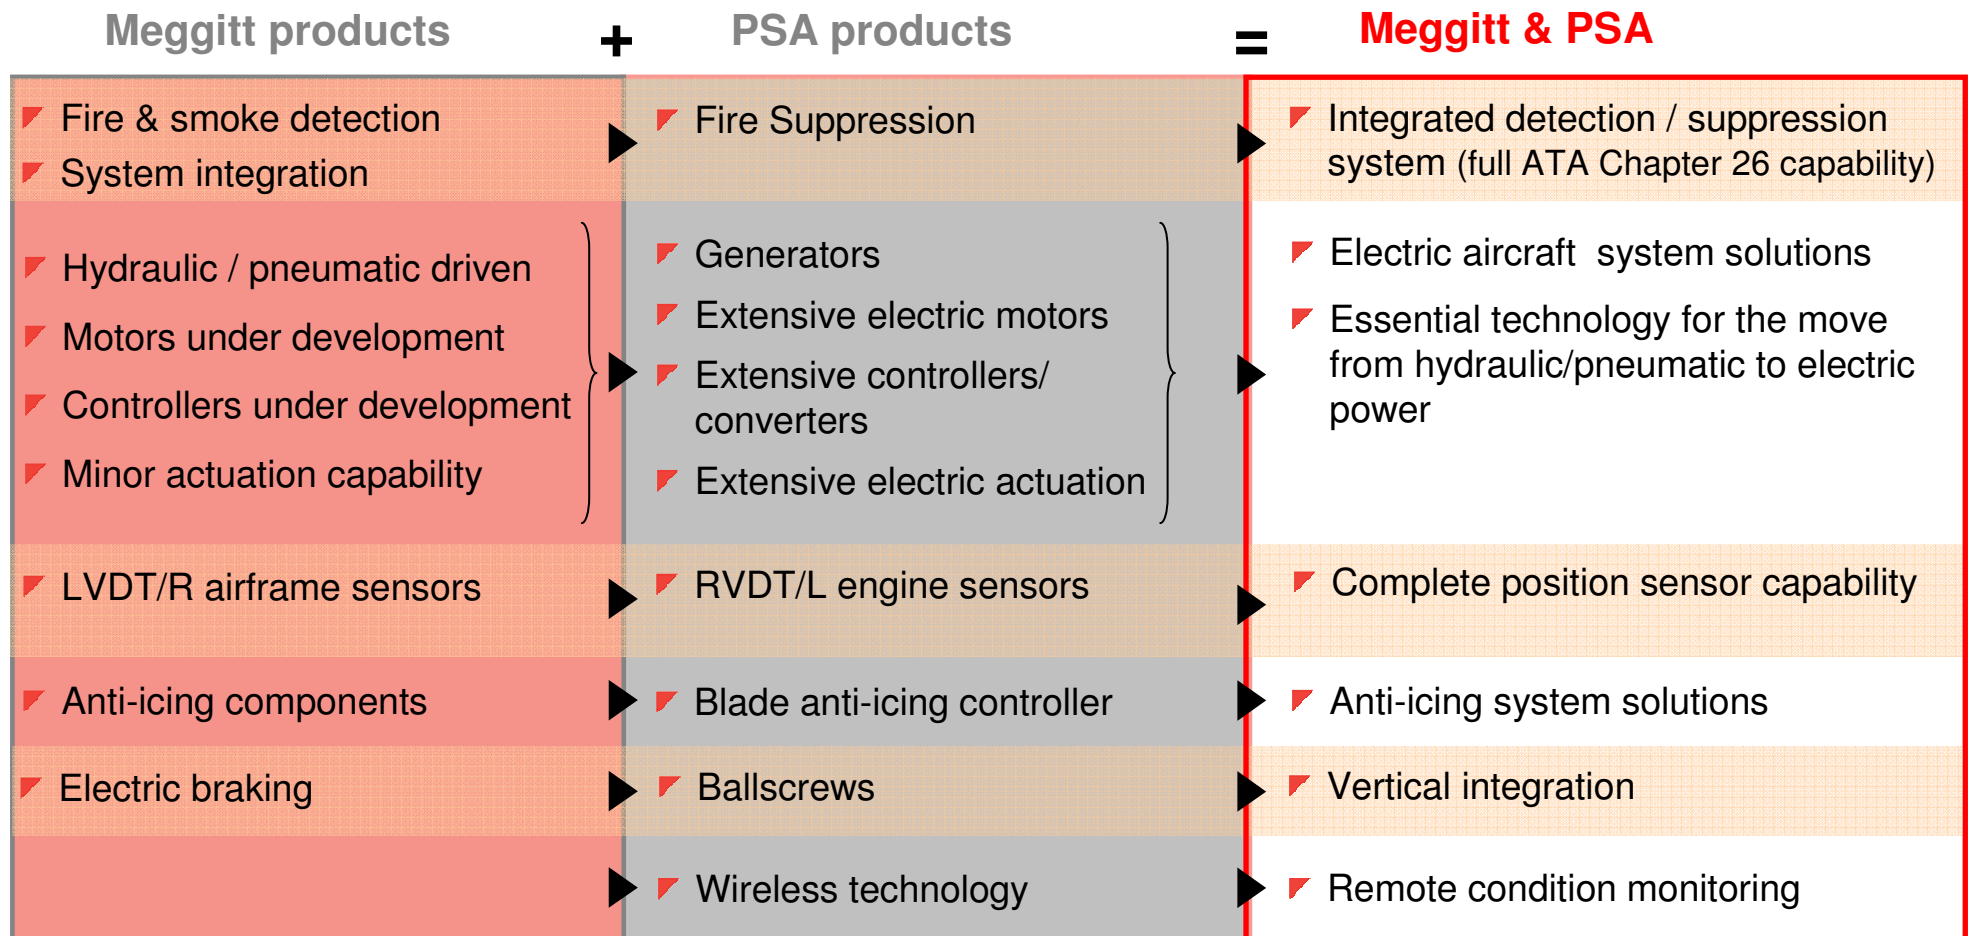 Meggitt products + PSA products = Meggitt & PSA
Fire & smoke detection
System integration
Fire Suppression
Integrated detection / suppression
system (full ATA Chapter 26 capability)
Hydraulic / pneumatic driven
Motors under development
Controllers under development
Minor actuation capability
Generators
Extensive electric motors
Extensive controllers/
converters
Extensive electric actuation
Electric aircraft system solutions
Essential technology for the move
from hydraulic/pneumatic to electric
power
LVDT/R airframe sensors
RVDT/L engine sensors
Complete position sensor capability
Anti-icing components
Blade anti-icing controller
Anti-icing system solutions
Electric braking
Ballscrews
Vertical integration
Wireless technology
Remote condition monitoring